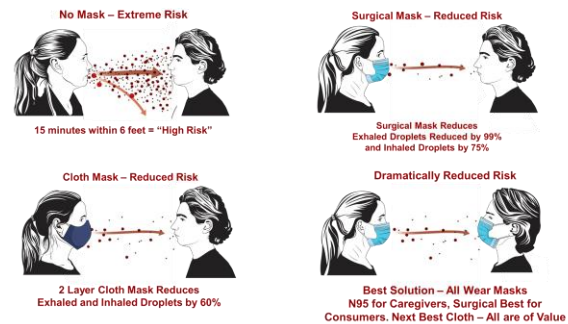 No Mask – Extreme Risk
15 minutes within 6 feet = “High Risk”
Surgical Mask – Reduced Risk
Surgical Mask Reduces
Exhaled Droplets Reduced by 99%
and Inhaled Droplets by 75%
Cloth Mask – Reduced Risk
2 Layer Cloth Mask Reduces
Exhaled and Inhaled Droplets by 60%
Dramatically Reduced Risk
Best Solution – All Wear Masks
N95 for Caregivers, Surgical Best for
Consumers. Next Best Cloth – All are of Value